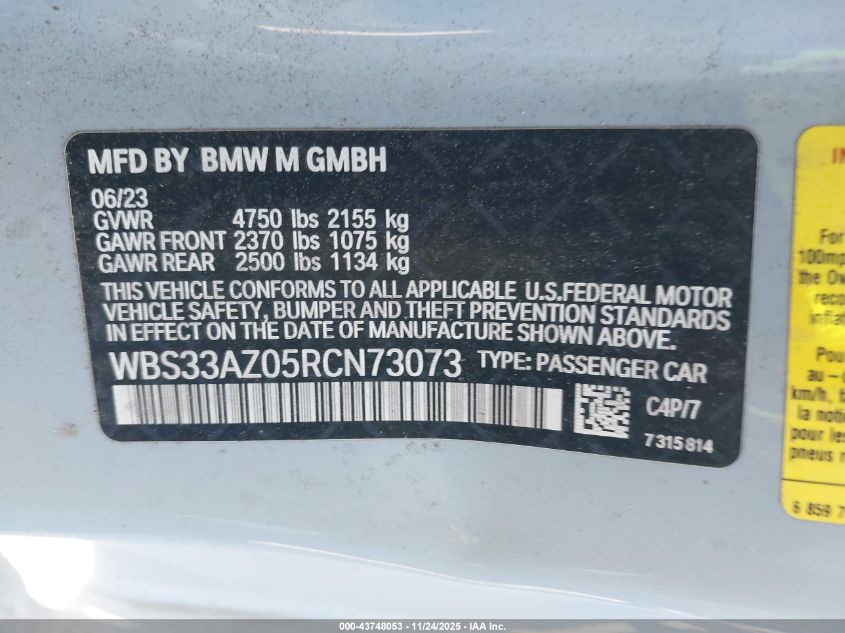 MFD BY BMW M GMBH
06/23
GVWR 4750 lbs 2155 kg
GAWR FRONT 2370 lbs 1075 kg
GAWR REAR 2500 lbs 1134 kg
THIS VEHICLE CONFORMS TO ALL APPLICABLE U.S.FEDERAL MOTOR
VEHICLE SAFETY, BUMPER AND THEFT PREVENTION STANDARDS
IN EFFECT ON THE DATE OF MANUFACTURE SHOWN ABOVE.
WBS33AZ05RCN73073 TYPE: PASSENGER CAR
C4P/7
7315814
For
100mp
the Ow
reco
inflat
Pou
au - c
km/h, t
la noti
pour les
pneus
6 859 7
000-43748053 - 11/24/2025 - IAA Inc.